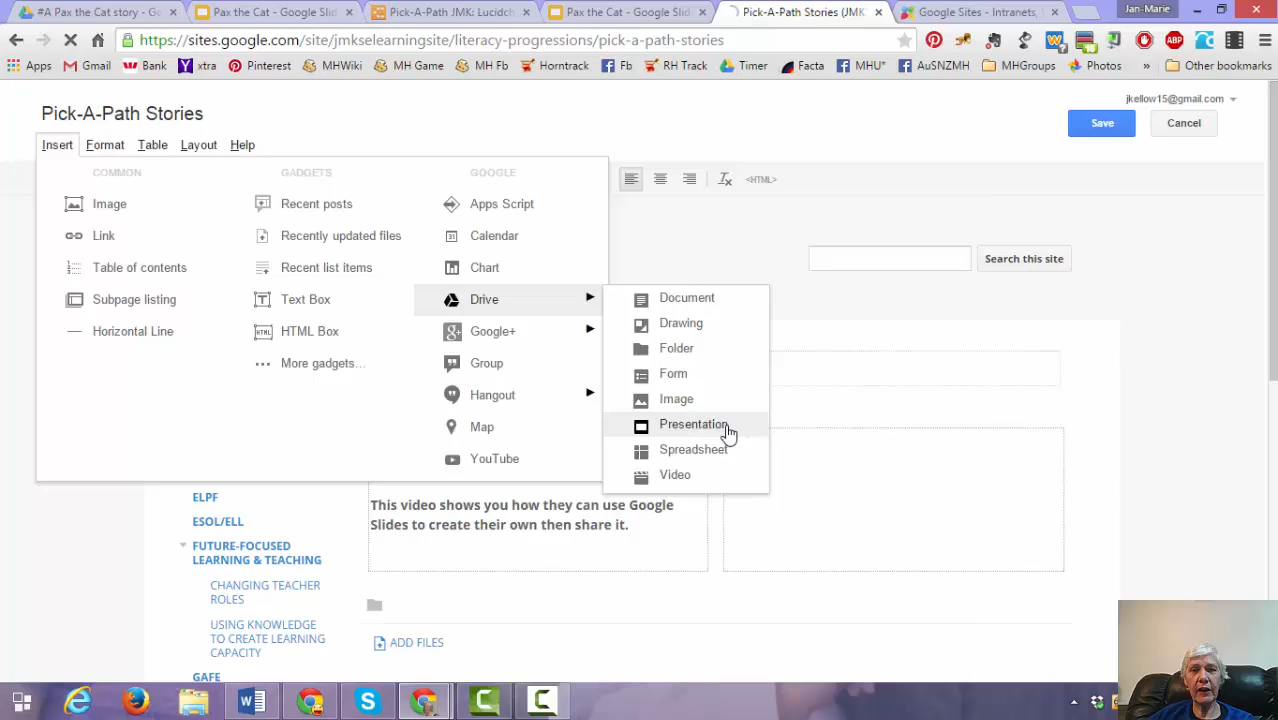 #A Pax the Cat story - Go
Pax the Cat - Google Slid
Pick-A-Path JMK: Lucidch
Pax the Cat - Google Slid
Pick-A-Path Stories (JMK
Google Sites - Intranets,
Jan-Marie
https://sites.google.com/site/jmkselearningsite/literacy-progressions/pick-a-path-stories
Apps Gmail Bank xtra Pinterest MHWiki MH Game MH Fb Horntrack Fb RH Track Timer Facta MHU* AuSNZMH MHGroups Photos » Other bookmarks
jkellow15@gmail.com
Pick-A-Path Stories
Save Cancel
Insert Format Table Layout Help
COMMON GADGETS GOOGLE
<HTML>
Image Recent posts Apps Script
Link Recently updated files Calendar
Table of contents Recent list items Chart
Subpage listing Text Box Drive
Horizontal Line HTML Box Google+
More gadgets... Group
Hangout
Map
YouTube
Search this site
Document
Drawing
Folder
Form
Image
Presentation
Spreadsheet
Video
ELPF
ESOL/ELL
FUTURE-FOCUSED
LEARNING & TEACHING
CHANGING TEACHER
ROLES
USING KNOWLEDGE
TO CREATE LEARNING
CAPACITY
GAFE
This video shows you how they can use Google
Slides to create their own then share it.
ADD FILES